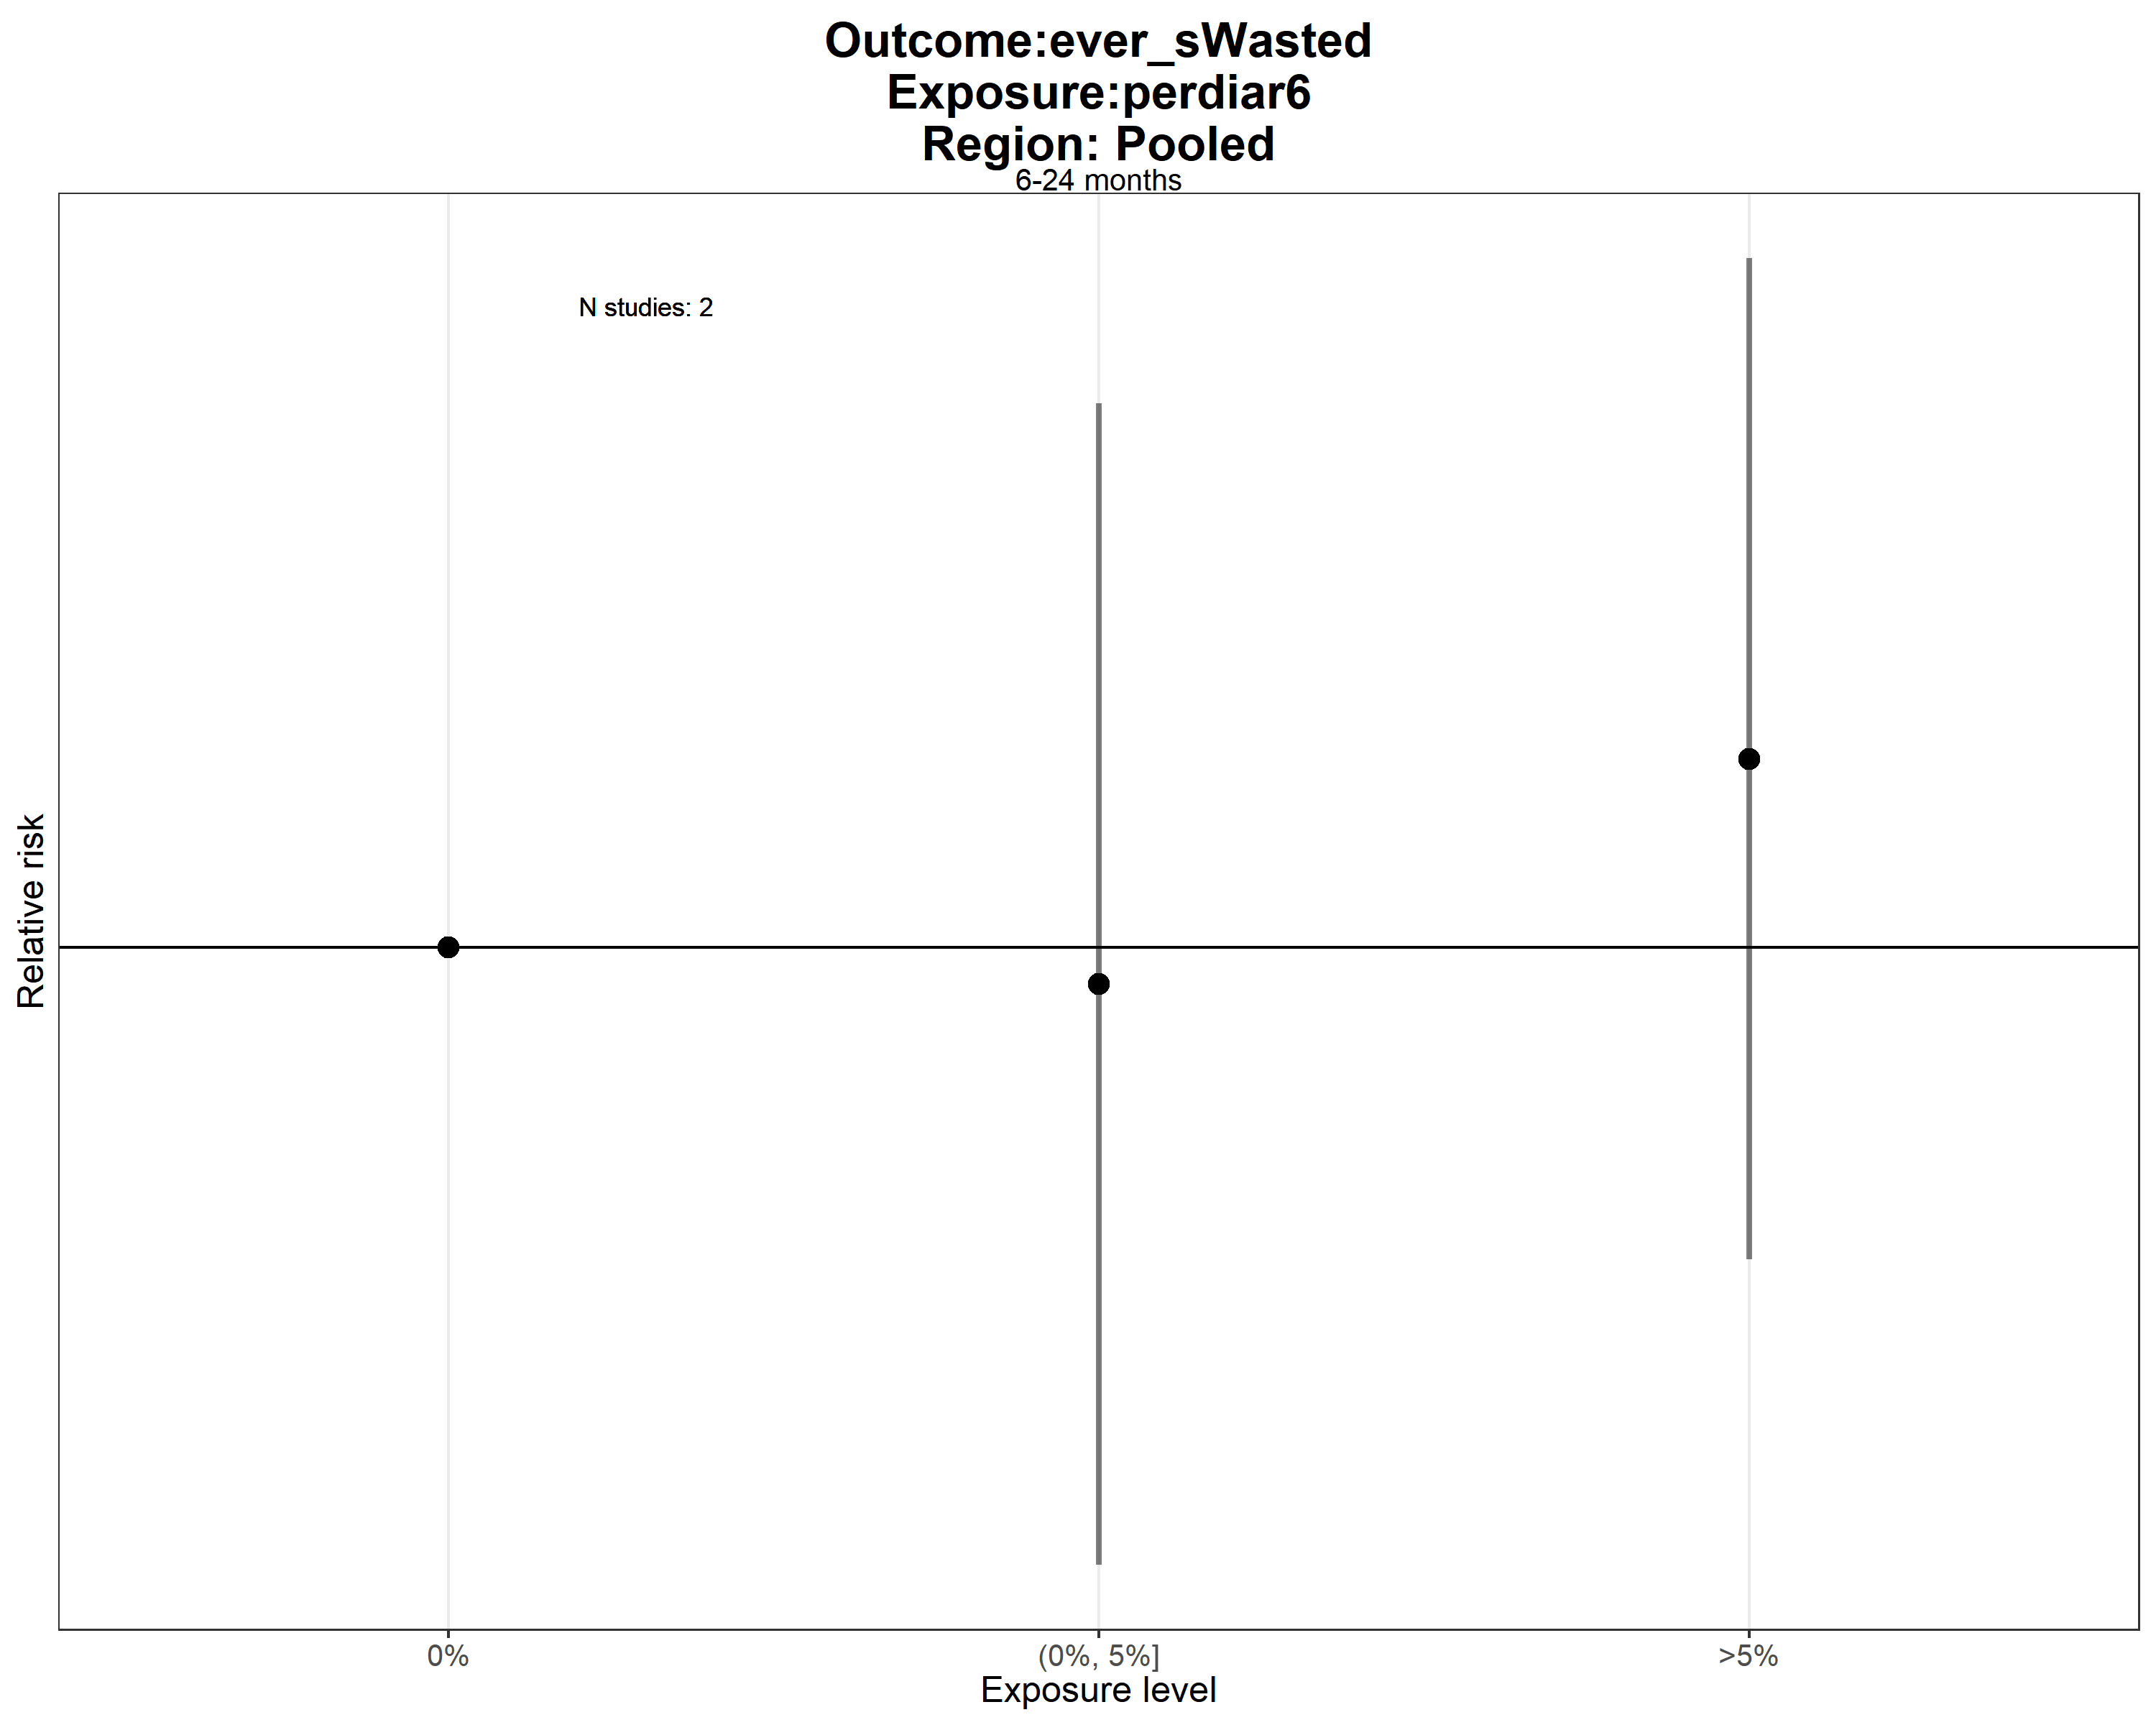 Outcome:ever_sWasted
Exposure:perdiar6
Region: Pooled
6-24 months
N studies: 2
Relative risk
0%
(0%, 5%]
>5%
Exposure level